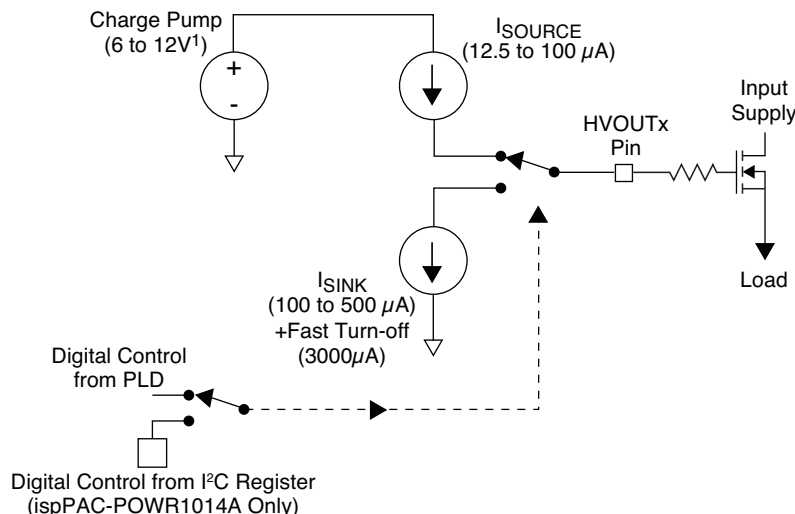 Charge Pump
(6 to 12V¹)
+
-
ISOURCE
(12.5 to 100 µA)
Input
Supply
HVOUTx
Pin
ISINK
(100 to 500 µA)
+Fast Turn-off
(3000µA)
Load
Digital Control
from PLD
Digital Control from I²C Register
(ispPAC-POWR1014A Only)